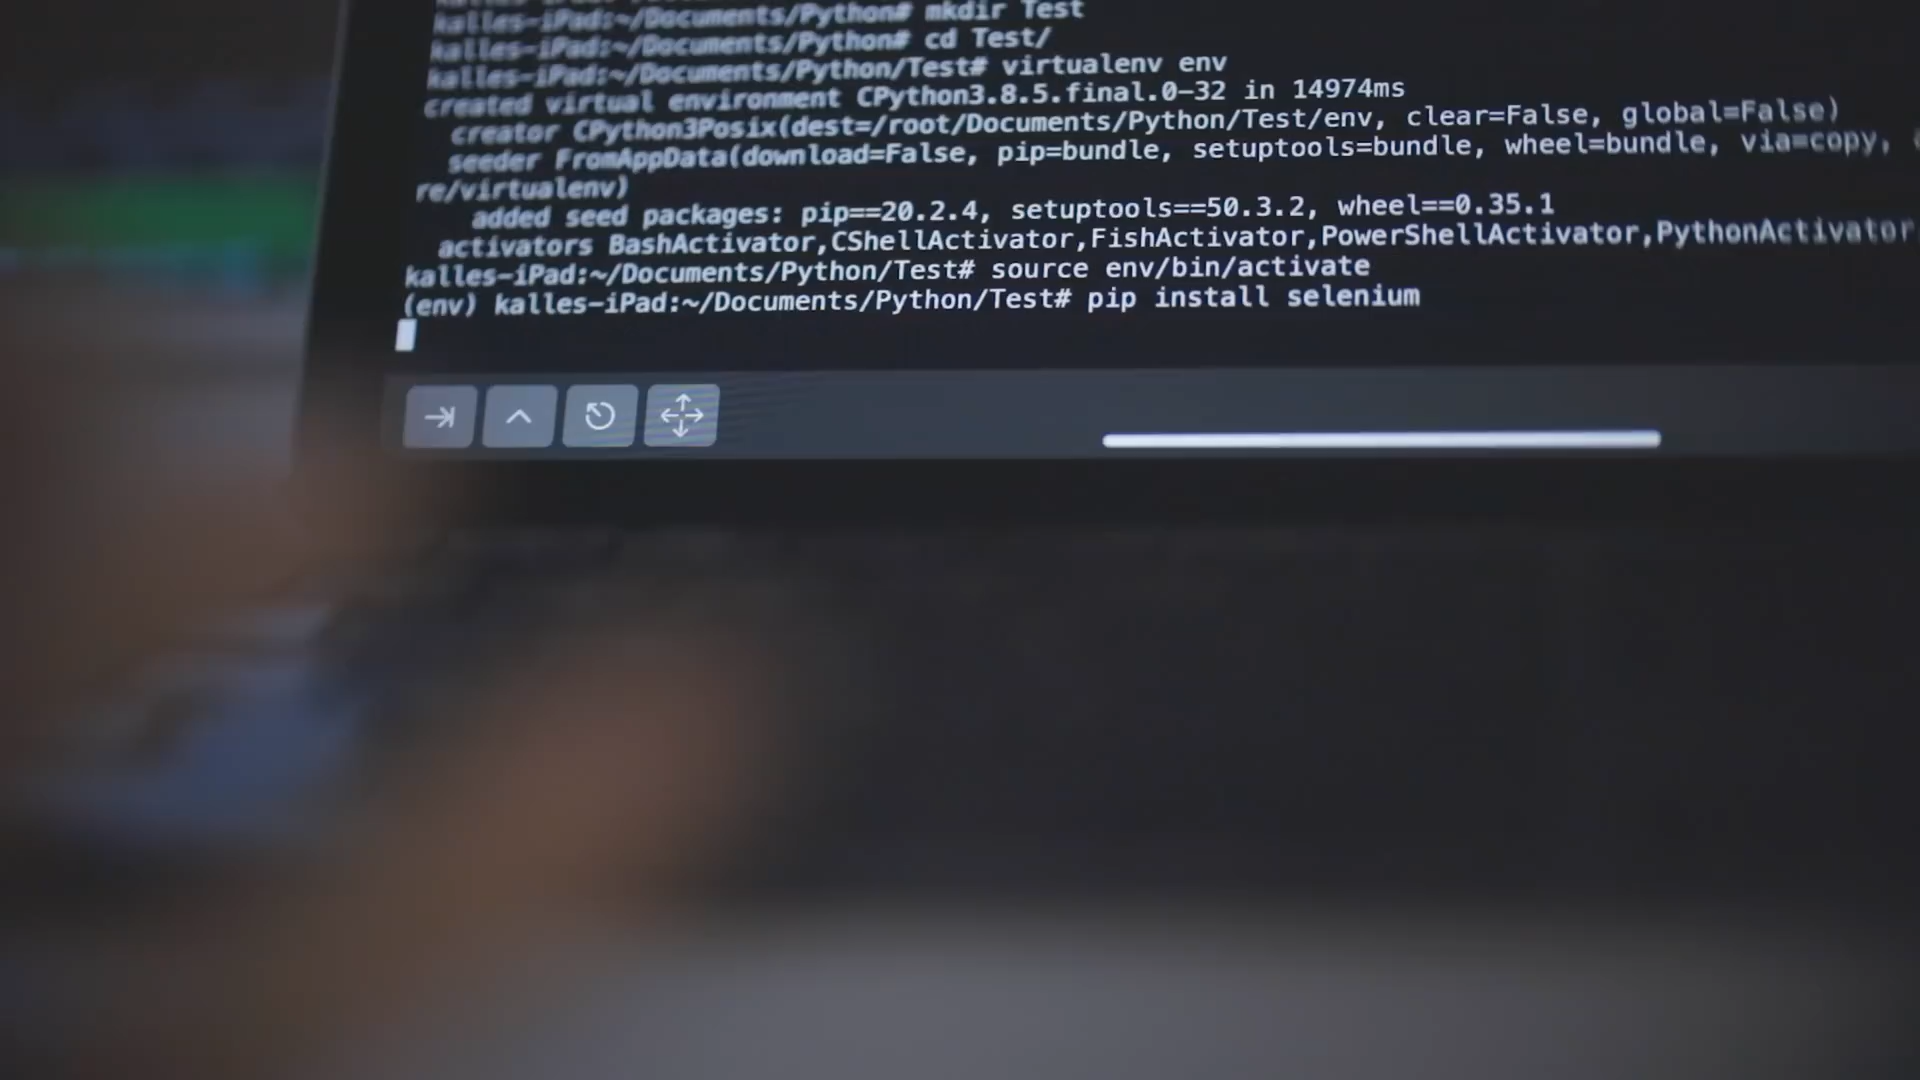 kalles-iPad:~/Documents/Python# mkdir Test
kalles-iPad:~/Documents/Python# cd Test/
kalles-iPad:~/Documents/Python/Test# virtualenv env
created virtual environment CPython3.8.5.final.0-32 in 14974ms
creator CPython3Posix(dest=/root/Documents/Python/Test/env, clear=False, global=False)
seeder FromAppData(download=False, pip=bundle, setuptools=bundle, wheel=bundle, via=copy,
re/virtualenv)
added seed packages: pip==20.2.4, setuptools==50.3.2, wheel==0.35.1
activators BashActivator,CShellActivator,FishActivator,PowerShellActivator,PythonActivator
kalles-iPad:~/Documents/Python/Test# source env/bin/activate
(env) kalles-iPad:~/Documents/Python/Test# pip install selenium